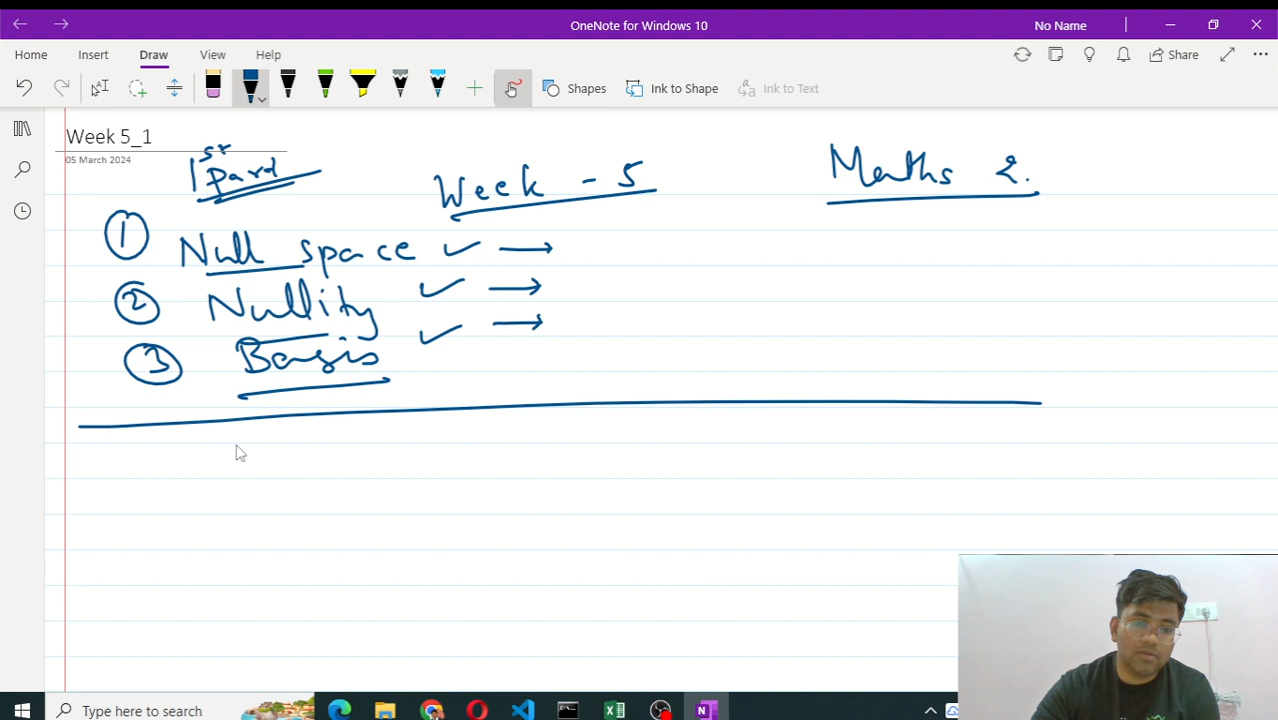 OneNote for Windows 10
No Name
Home Insert Draw View Help
Share
Shapes Ink to Shape Ink to Text
Week 5_1
05 March 2024
1st Part
Week - 5
Maths 2.
① Null space ✓ →
② Nullity ✓ →
③ Basis ✓ →
Type here to search